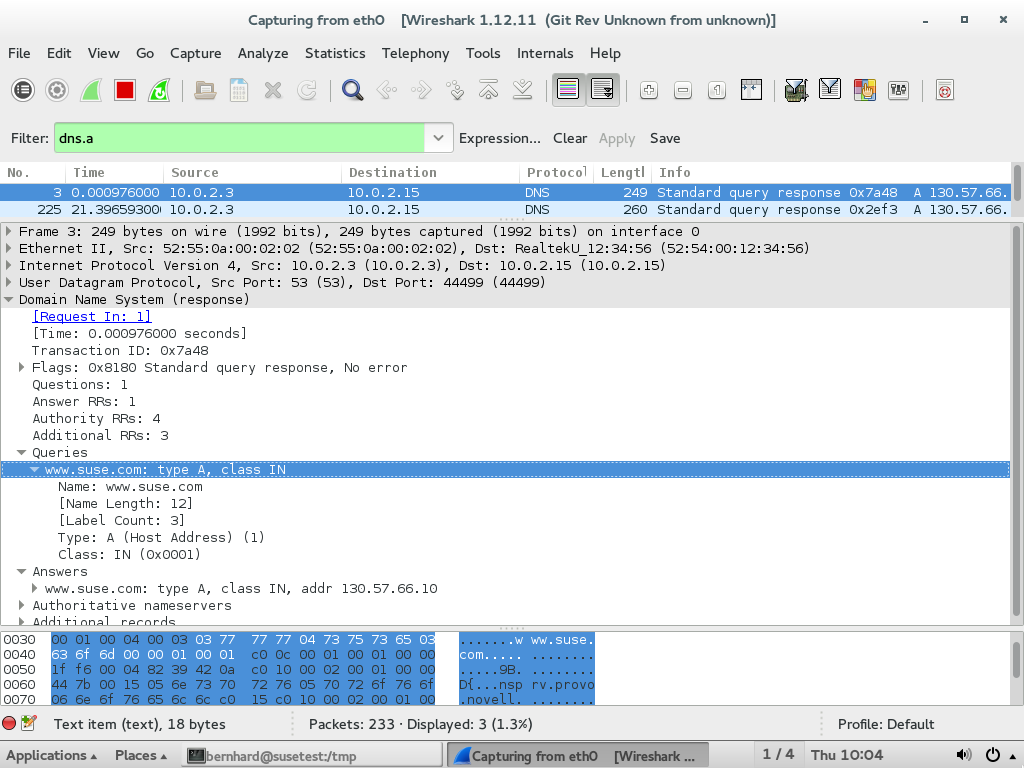 Capturing from eth0 [Wireshark 1.12.11 (Git Rev Unknown from unknown)]
File Edit View Go Capture Analyze Statistics Telephony Tools Internals Help
Filter: dns.a Expression... Clear Apply Save
No. Time Source Destination Protocol Length Info
3 0.000976000 10.0.2.3 10.0.2.15 DNS 249 Standard query response 0x7a48 A 130.57.66.
225 21.39659300 10.0.2.3 10.0.2.15 DNS 260 Standard query response 0x2ef3 A 130.57.66.
Frame 3: 249 bytes on wire (1992 bits), 249 bytes captured (1992 bits) on interface 0
Ethernet II, Src: 52:55:0a:00:02:02 (52:55:0a:00:02:02), Dst: RealtekU_12:34:56 (52:54:00:12:34:56)
Internet Protocol Version 4, Src: 10.0.2.3 (10.0.2.3), Dst: 10.0.2.15 (10.0.2.15)
User Datagram Protocol, Src Port: 53 (53), Dst Port: 44499 (44499)
Domain Name System (response)
[Request In: 1]
[Time: 0.000976000 seconds]
Transaction ID: 0x7a48
Flags: 0x8180 Standard query response, No error
Questions: 1
Answer RRs: 1
Authority RRs: 4
Additional RRs: 3
Queries
www.suse.com: type A, class IN
Name: www.suse.com
[Name Length: 12]
[Label Count: 3]
Type: A (Host Address) (1)
Class: IN (0x0001)
Answers
www.suse.com: type A, class IN, addr 130.57.66.10
Authoritative nameservers
Additional records
0030 00 01 00 04 00 03 03 77 77 77 04 73 75 73 65 03 .......w ww.suse.
0040 63 6f 6d 00 00 01 00 01 c0 0c 00 01 00 01 00 00 com..... ........
0050 1f f6 00 04 82 39 42 0a c0 10 00 02 00 01 00 00 .....9B. ........
0060 44 7b 00 15 05 6e 73 70 72 76 05 70 72 6f 76 6f D{...nsp rv.provo
0070 06 6e 6f 76 65 6c 6c c0 15 c0 10 00 02 00 01 00 .novell. ........
Text item (text), 18 bytes Packets: 233 · Displayed: 3 (1.3%) Profile: Default
Applications Places bernhard@susetest:/tmp Capturing from eth0 [Wireshark ... 1 / 4 Thu 10:04